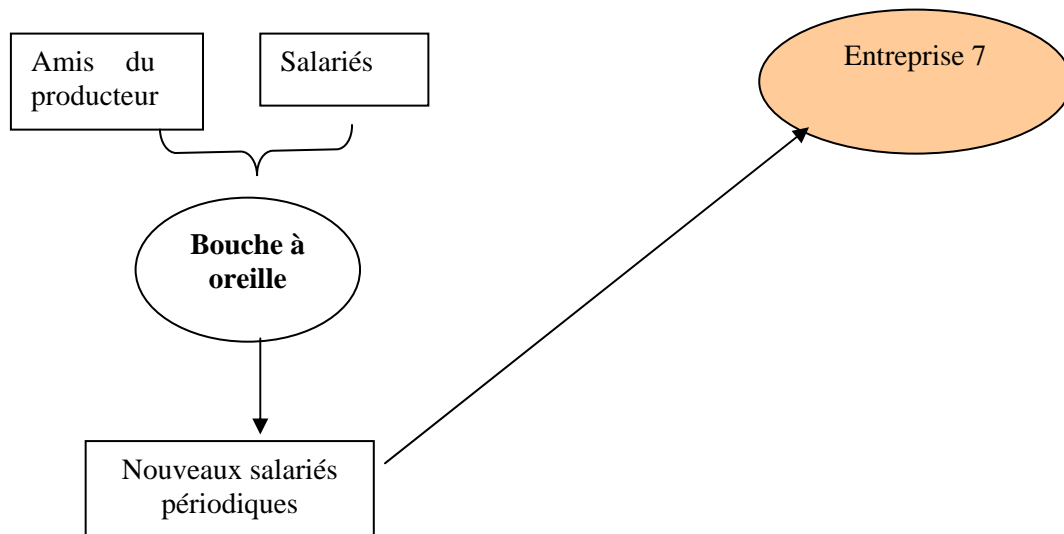 Amis du
producteur
Salariés
Entreprise 7
Bouche à
oreille
Nouveaux salariés
périodiques